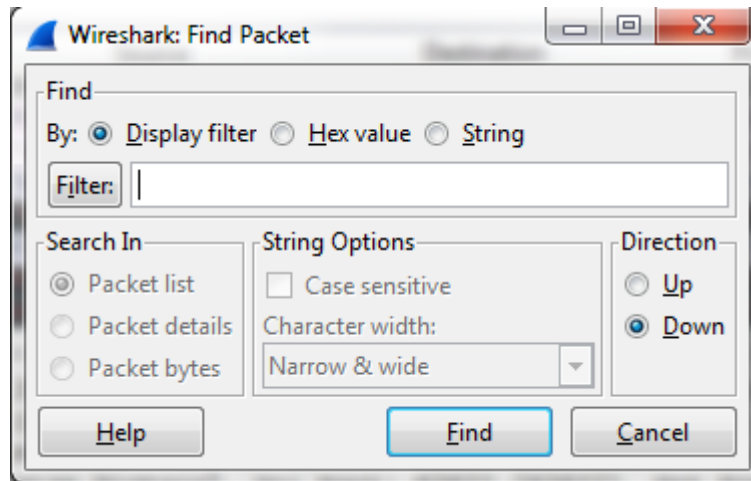 Wireshark: Find Packet
Find
By: Display filter Hex value String
Filter:
Search In
Packet list
Packet details
Packet bytes
String Options
Case sensitive
Character width:
Narrow & wide
Direction
Up
Down
Help Find Cancel